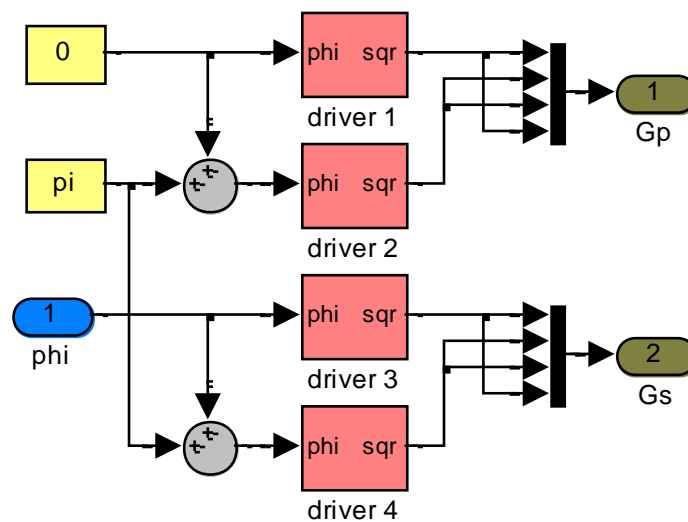 0
phi sqr
driver 1
1
Gp
pi
+
+
phi sqr
driver 2
1
phi
phi sqr
driver 3
2
Gs
+
+
phi sqr
driver 4